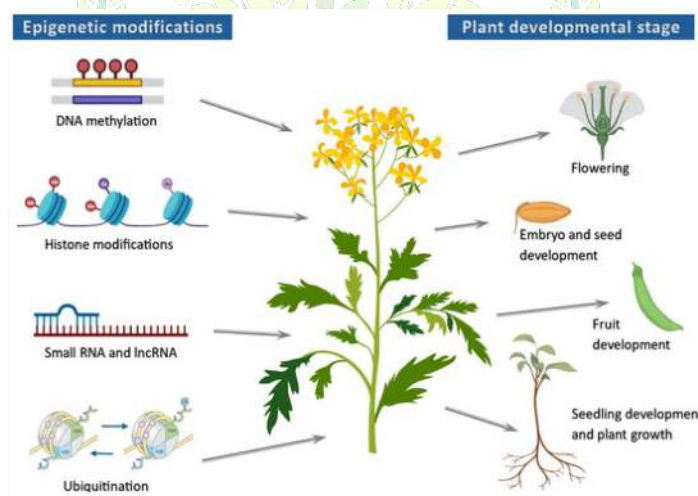 Epigenetic modifications
Plant developmental stage
DNA methylation
Histone modifications
Small RNA and lncRNA
Ubiquitination
Flowering
Embryo and seed
development
Fruit
development
Seedling development
and plant growth